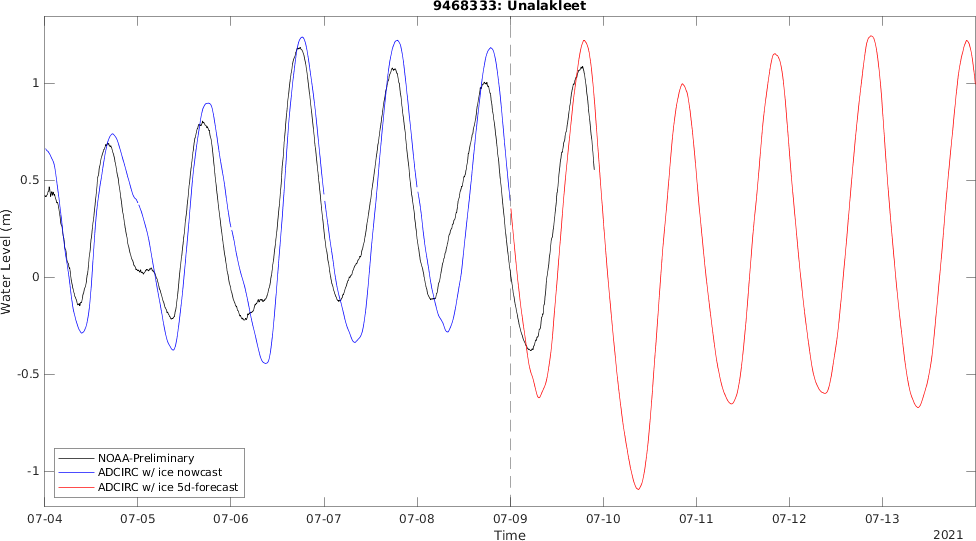 9468333: Unalakleet
1
0.5
0
-0.5
-1
Water Level (m)
NOAA-Preliminary
ADCIRC w/ ice nowcast
ADCIRC w/ ice 5d-forecast
07-04 07-05 07-06 07-07 07-08 07-09 07-10 07-11 07-12 07-13
Time
2021